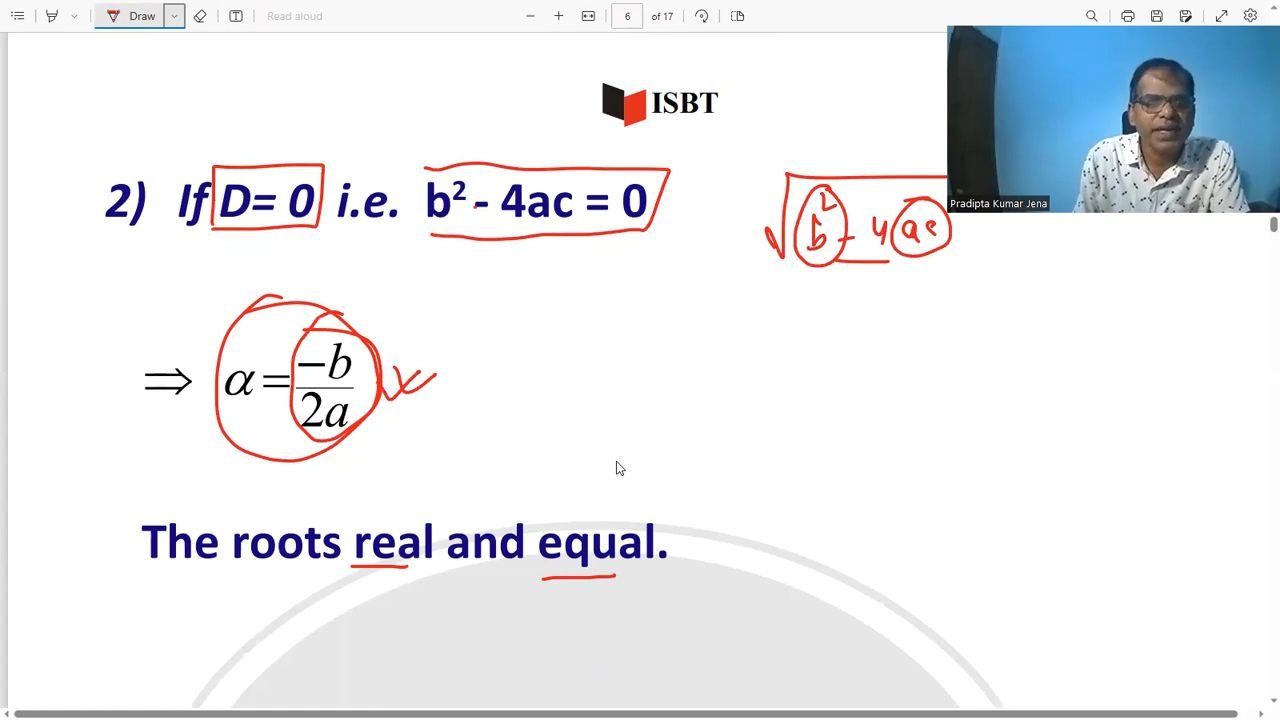 Draw
Read aloud
6 of 17
ISBT
Pradipta Kumar Jena
2) If D= 0 i.e. b² - 4ac = 0
√b² - 4ac
⇒ α = −b/2a
The roots real and equal.